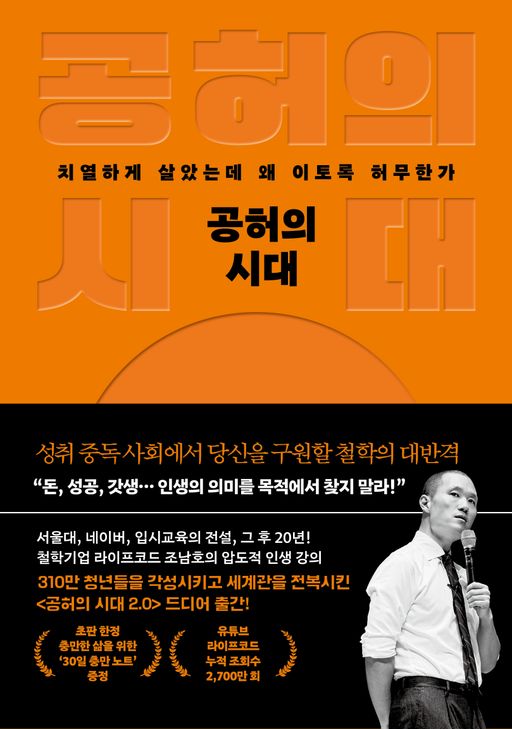 공허의
치열하게 살았는데 왜 이토록 허무한가
시대
공허의
시대
성취 중독 사회에서 당신을 구원할 철학의 대반격
“돈, 성공, 갓생… 인생의 의미를 목적에서 찾지 말라!”
서울대, 네이버, 입시교육의 전설, 그 후 20년!
철학기업 라이프코드 조남호의 압도적 인생 강의
310만 청년들을 각성시키고 세계관을 전복시킨
<공허의 시대 2.0> 드디어 출간!
초판 한정
충만한 삶을 위한
‘30일 충만 노트’
증정
유튜브
라이프코드
누적 조회수
2,700만 회